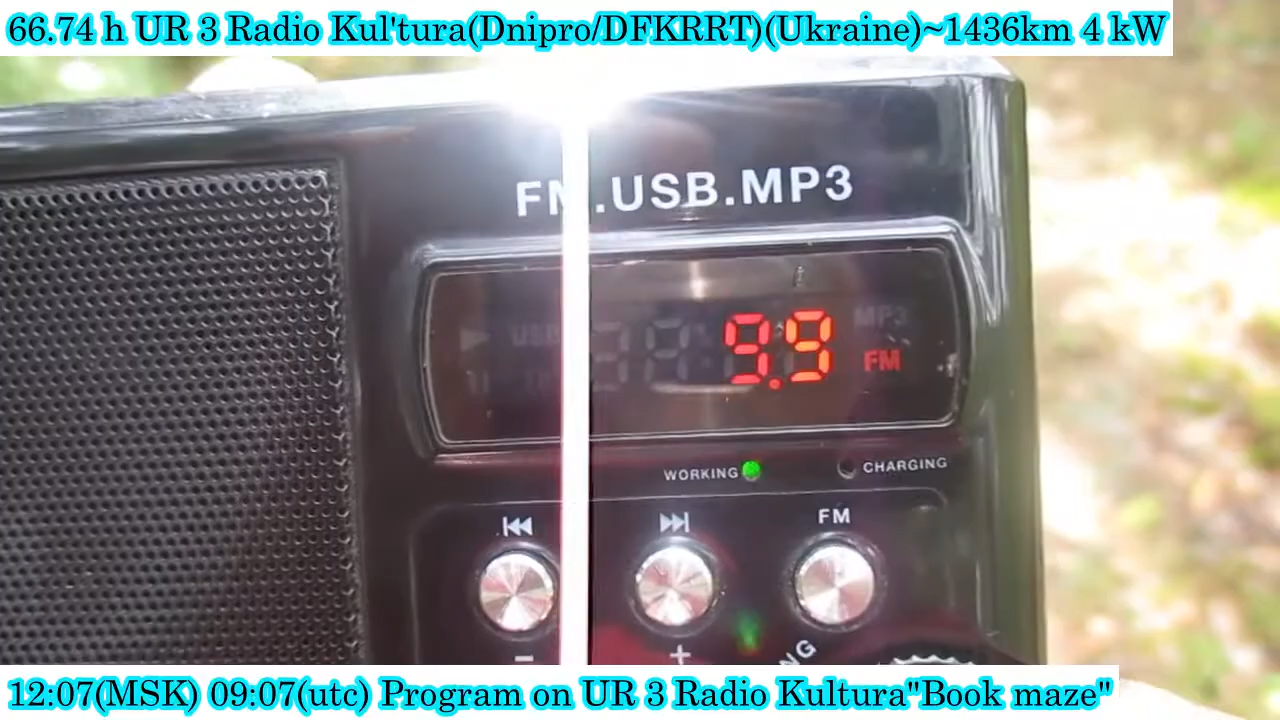 66.74 h UR 3 Radio Kul'tura(Dnipro/DFKRRT)(Ukraine)~1436km 4 kW
FM.USB.MP3
USB 9.9 MP3
FM
WORKING CHARGING
FM
− +
12:07(MSK) 09:07(utc) Program on UR 3 Radio Kultura"Book maze"